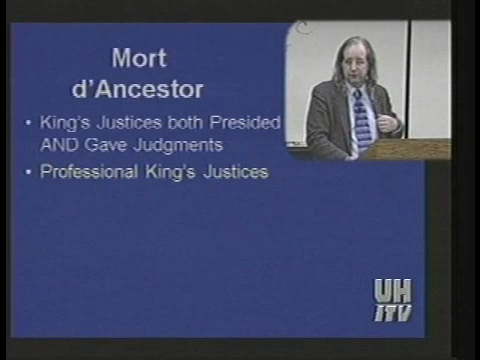 Mort
d'Ancestor
• King's Justices both Presided
AND Gave Judgments
• Professional King's Justices
UH
ITV